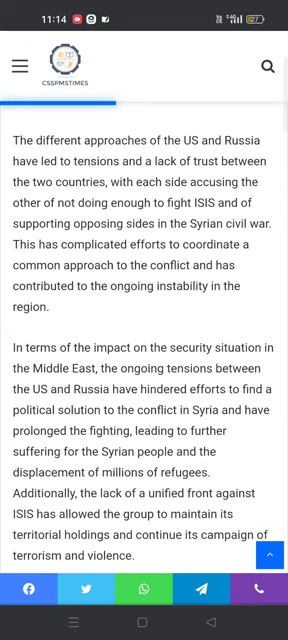 11:14
27
CSSPMSTIMES
The different approaches of the US and Russia
have led to tensions and a lack of trust between
the two countries, with each side accusing the
other of not doing enough to fight ISIS and of
supporting opposing sides in the Syrian civil war.
This has complicated efforts to coordinate a
common approach to the conflict and has
contributed to the ongoing instability in the
region.
In terms of the impact on the security situation in
the Middle East, the ongoing tensions between
the US and Russia have hindered efforts to find a
political solution to the conflict in Syria and have
prolonged the fighting, leading to further
suffering for the Syrian people and the
displacement of millions of refugees.
Additionally, the lack of a unified front against
ISIS has allowed the group to maintain its
territorial holdings and continue its campaign of
terrorism and violence.